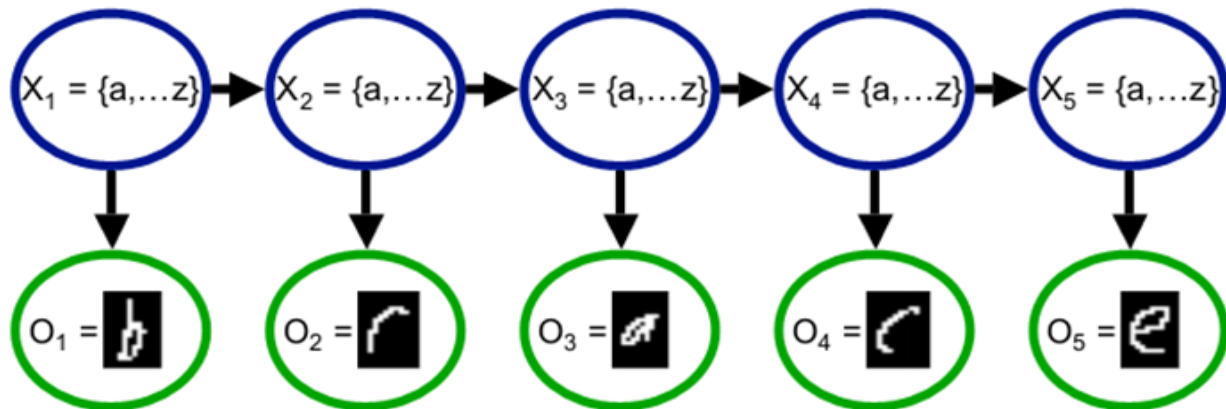 X₁ = {a,...z} X₂ = {a,...z} X₃ = {a,...z} X₄ = {a,...z} X₅ = {a,...z}
O₁ = b O₂ = r O₃ = a O₄ = c O₅ = e